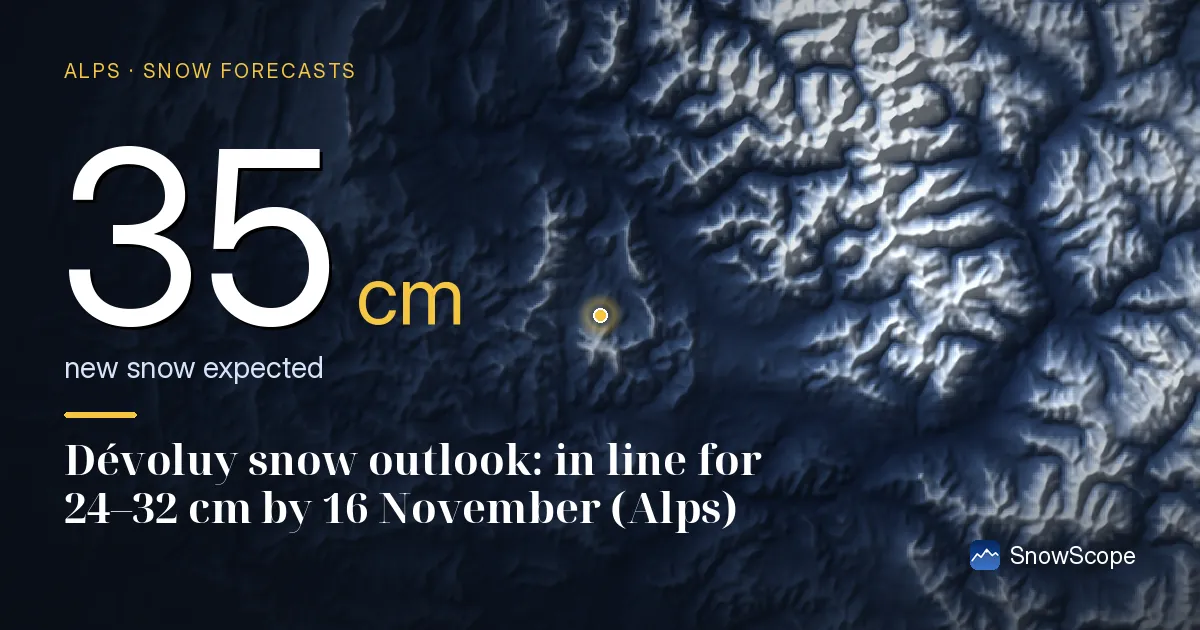 ALPS · SNOW FORECASTS
35 cm
new snow expected
Dévoluy snow outlook: in line for
24–32 cm by 16 November (Alps)
SnowScope